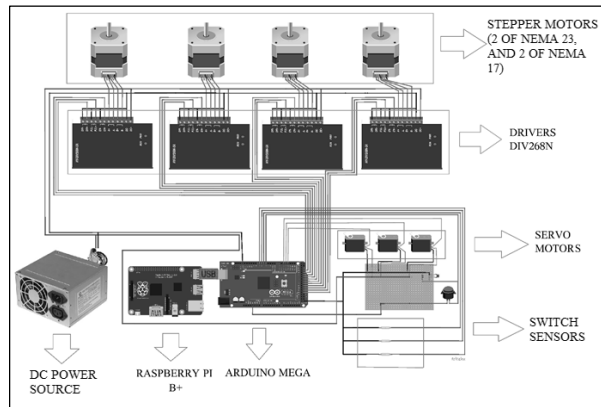 STEPPER MOTORS
(2 OF NEMA 23,
AND 2 OF NEMA
17)
DRIVERS
DIV268N
SERVO
MOTORS
USB
SWITCH
SENSORS
DC POWER
SOURCE
RASPBERRY PI
B+
ARDUINO MEGA